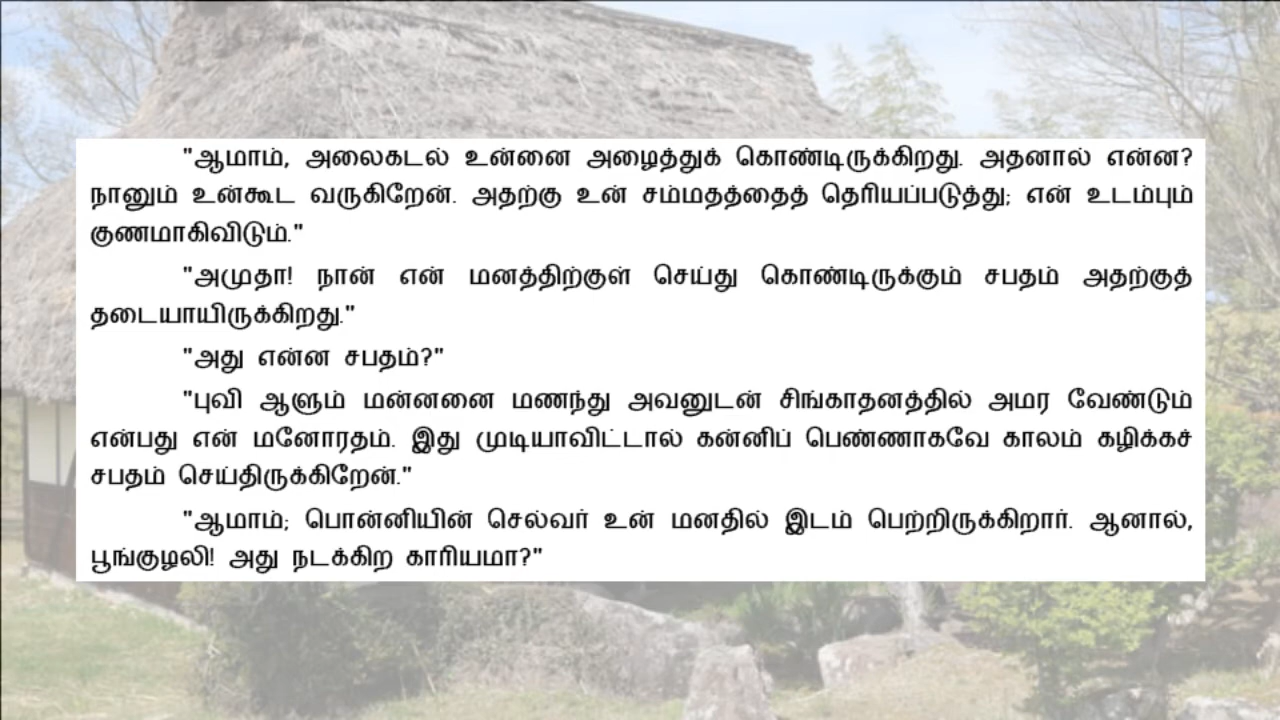 "ஆமாம், அலைகடல் உன்னை அழைத்துக் கொண்டிருக்கிறது. அதனால் என்ன?
நானும் உன்கூட வருகிறேன். அதற்கு உன் சம்மதத்தைத் தெரியப்படுத்து; என் உடம்பும்
குணமாகிவிடும்."
"அமுதா! நான் என் மனத்திற்குள் செய்து கொண்டிருக்கும் சபதம் அதற்குத்
தடையாயிருக்கிறது."
"அது என்ன சபதம்?"
"புவி ஆளும் மன்னனை மணந்து அவனுடன் சிங்காதனத்தில் அமர வேண்டும்
என்பது என் மனோரதம். இது முடியாவிட்டால் கன்னிப் பெண்ணாகவே காலம் கழிக்கச்
சபதம் செய்திருக்கிறேன்."
"ஆமாம்; பொன்னியின் செல்வர் உன் மனதில் இடம் பெற்றிருக்கிறார். ஆனால்,
பூங்குழலி! அது நடக்கிற காரியமா?"